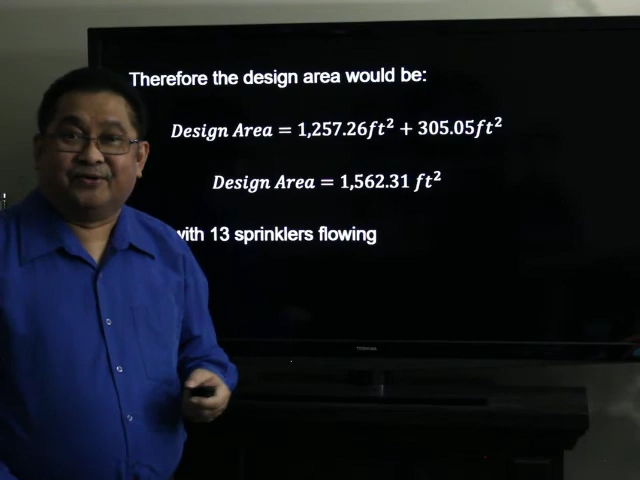 Therefore the design area would be:
Design Area = 1,257.26ft² + 305.05ft²
Design Area = 1,562.31 ft²
with 13 sprinklers flowing
TOSHIBA